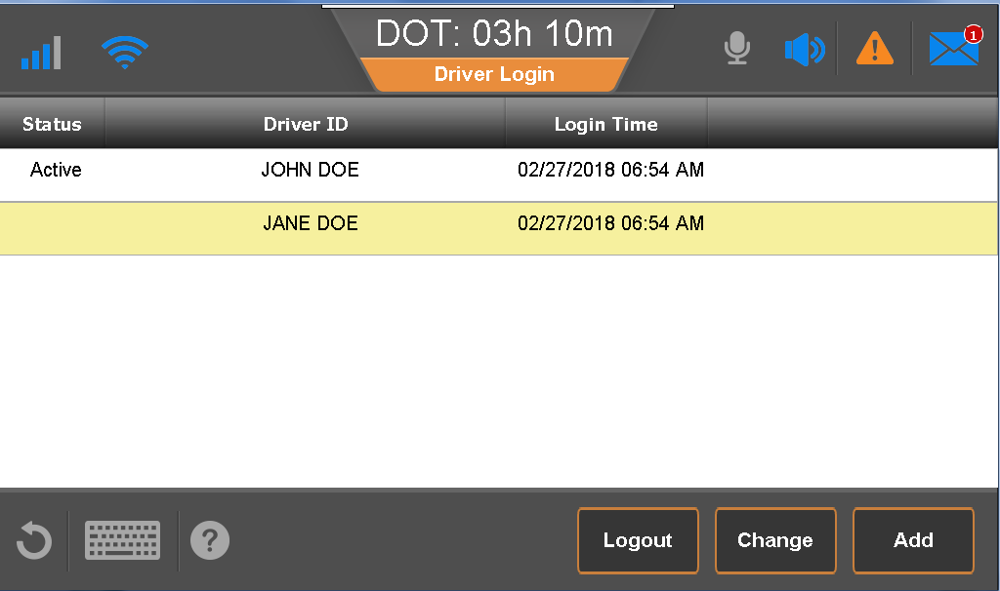 DOT: 03h 10m
Driver Login
1
Status Driver ID Login Time
Active JOHN DOE 02/27/2018 06:54 AM
JANE DOE 02/27/2018 06:54 AM
?
Logout Change Add